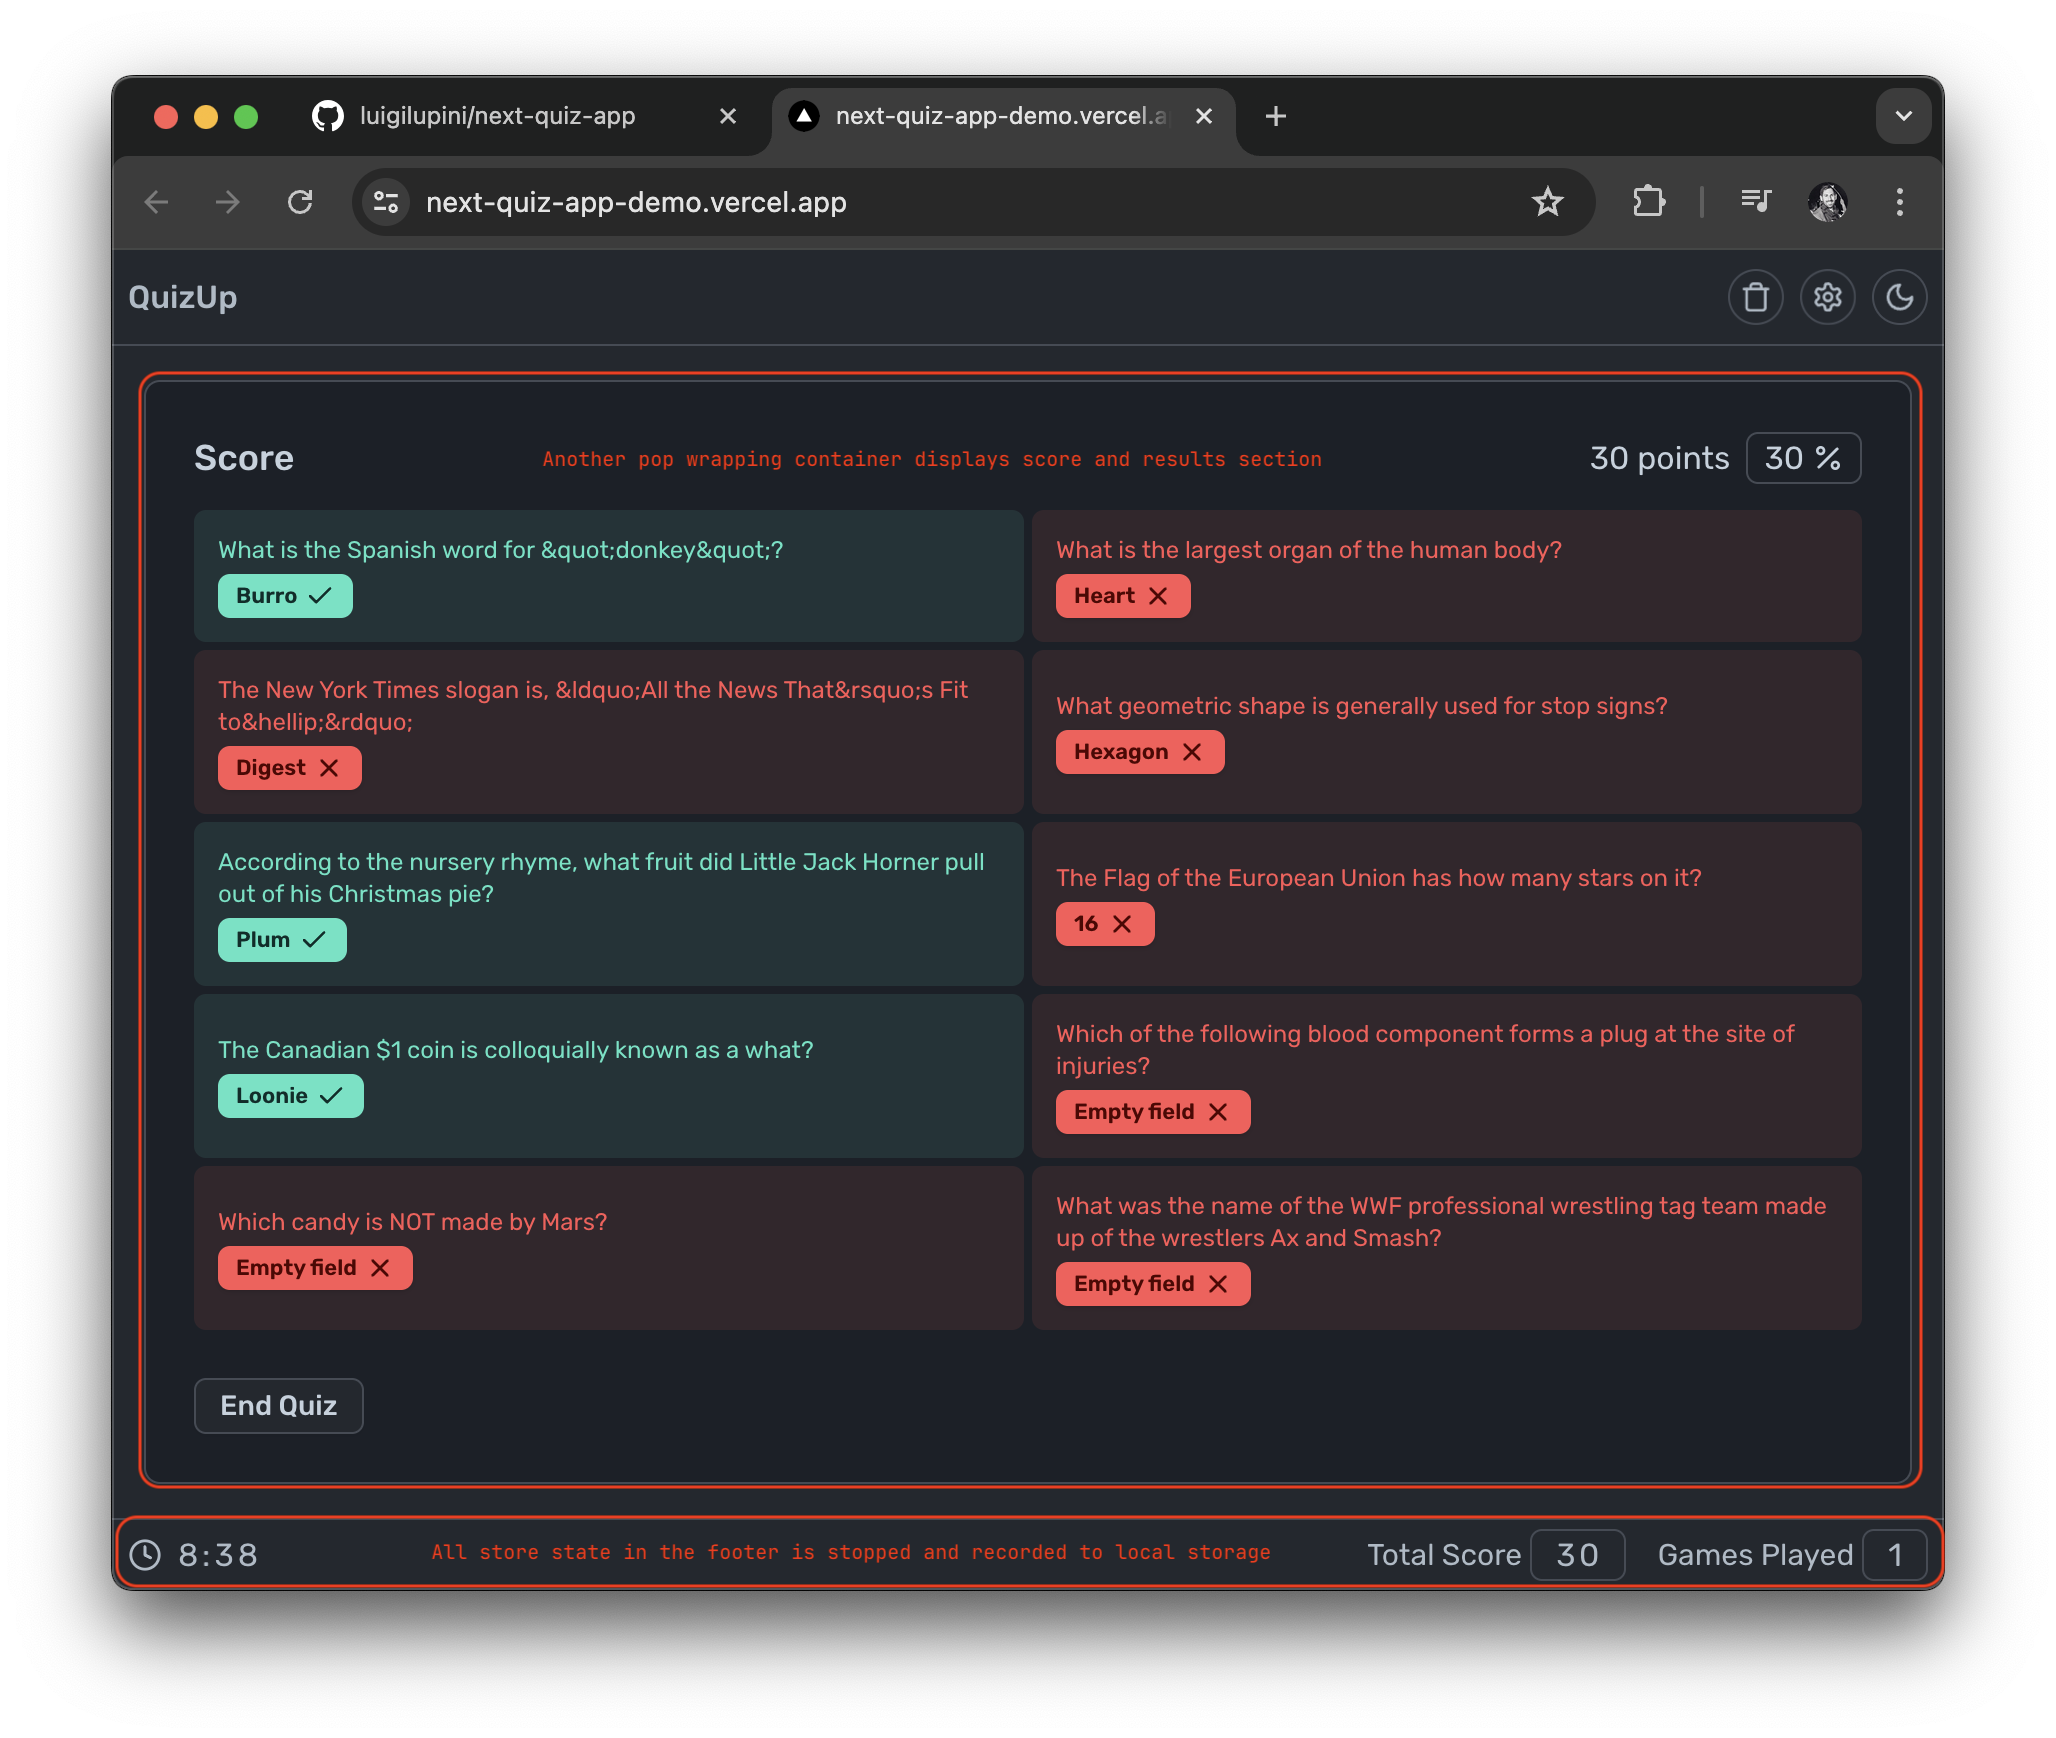 luigilupini/next-quiz-app
next-quiz-app-demo.vercel.a
next-quiz-app-demo.vercel.app
QuizUp
Score
Another pop wrapping container displays score and results section
30 points
30 %
What is the Spanish word for &quot;donkey&quot;?
Burro
What is the largest organ of the human body?
Heart
The New York Times slogan is, &ldquo;All the News That&rsquo;s Fit
to&hellip;&rdquo;
Digest
What geometric shape is generally used for stop signs?
Hexagon
According to the nursery rhyme, what fruit did Little Jack Horner pull
out of his Christmas pie?
Plum
The Flag of the European Union has how many stars on it?
16
The Canadian $1 coin is colloquially known as a what?
Loonie
Which of the following blood component forms a plug at the site of
injuries?
Empty field
Which candy is NOT made by Mars?
Empty field
What was the name of the WWF professional wrestling tag team made
up of the wrestlers Ax and Smash?
Empty field
End Quiz
8:38
All store state in the footer is stopped and recorded to local storage
Total Score 30
Games Played 1